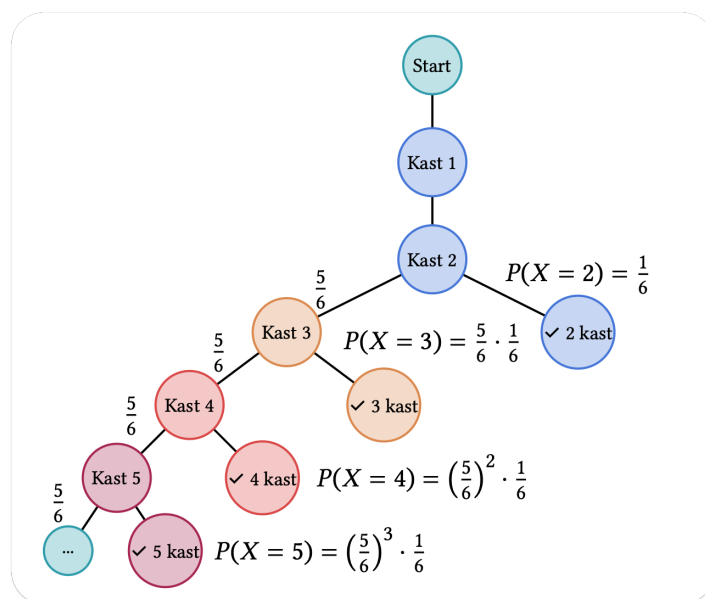 Start
Kast 1
Kast 2
P(X = 2) = 1/6
5/6
Kast 3
✓ 2 kast
P(X = 3) = 5/6 · 1/6
5/6
Kast 4
✓ 3 kast
5/6
Kast 5
✓ 4 kast
P(X = 4) = (5/6)² · 1/6
5/6
...
✓ 5 kast
P(X = 5) = (5/6)³ · 1/6